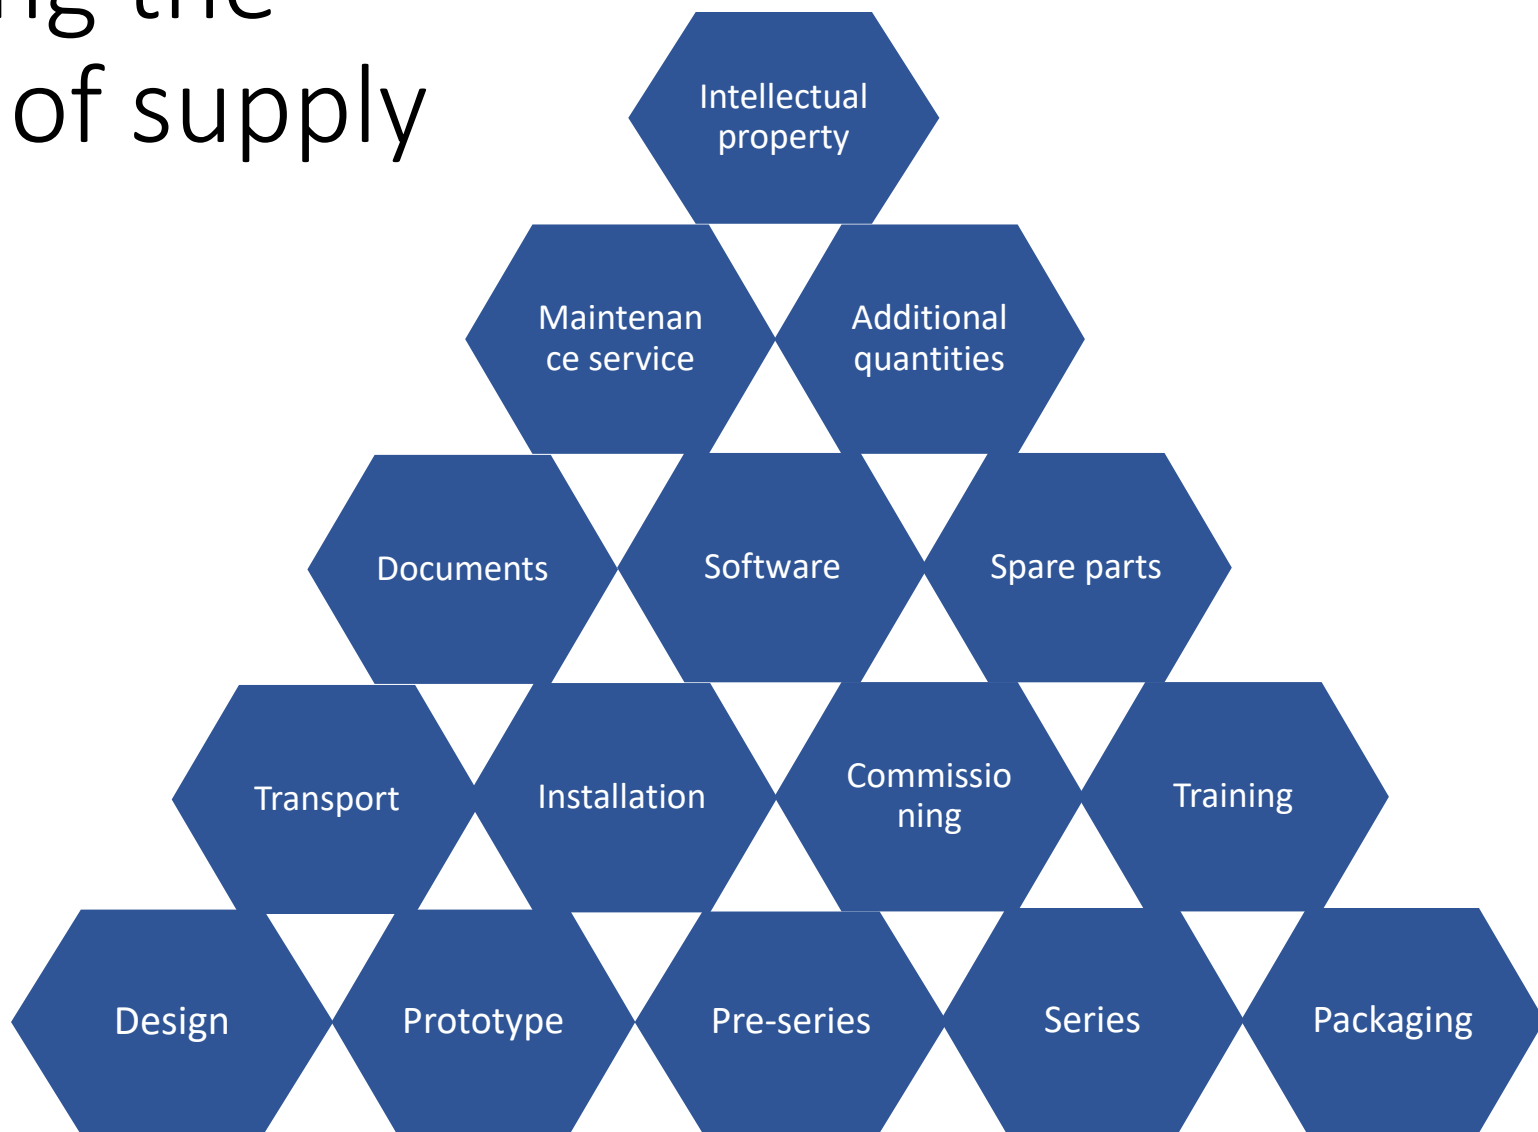 the
of supply
Intellectual
property
Maintenan
ce service
Additional
quantities
Documents
Software
Spare parts
Transport
Installation
Commissio
ning
Training
Design
Prototype
Pre-series
Series
Packaging